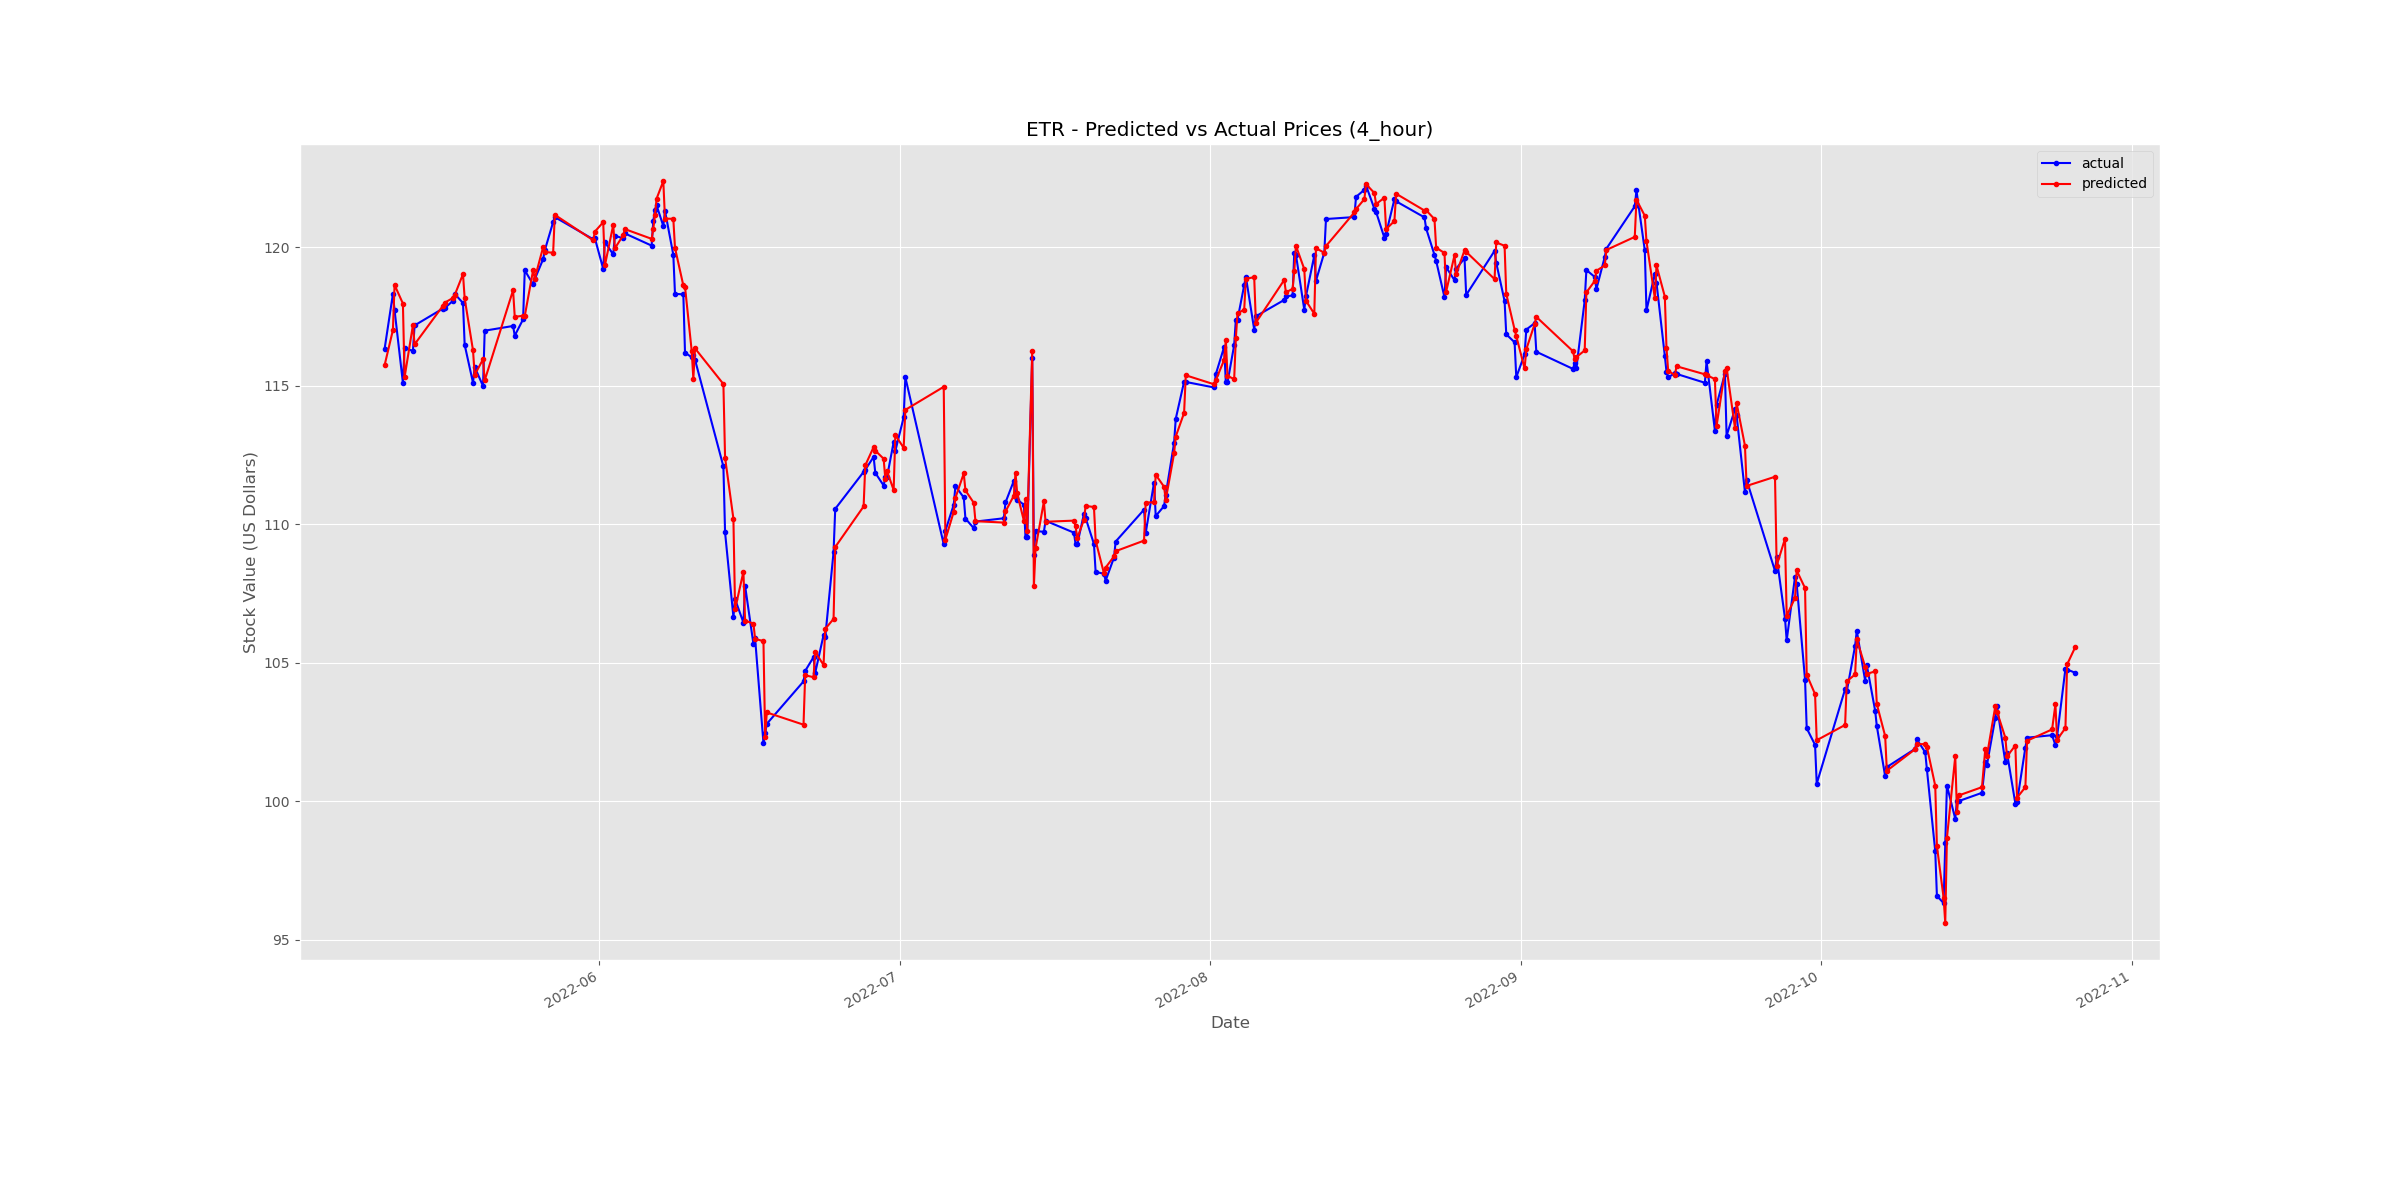 ETR - Predicted vs Actual Prices (4_hour)
actual
predicted
Stock Value (US Dollars)
120
115
110
105
100
95
2022-06
2022-07
2022-08
2022-09
2022-10
2022-11
Date